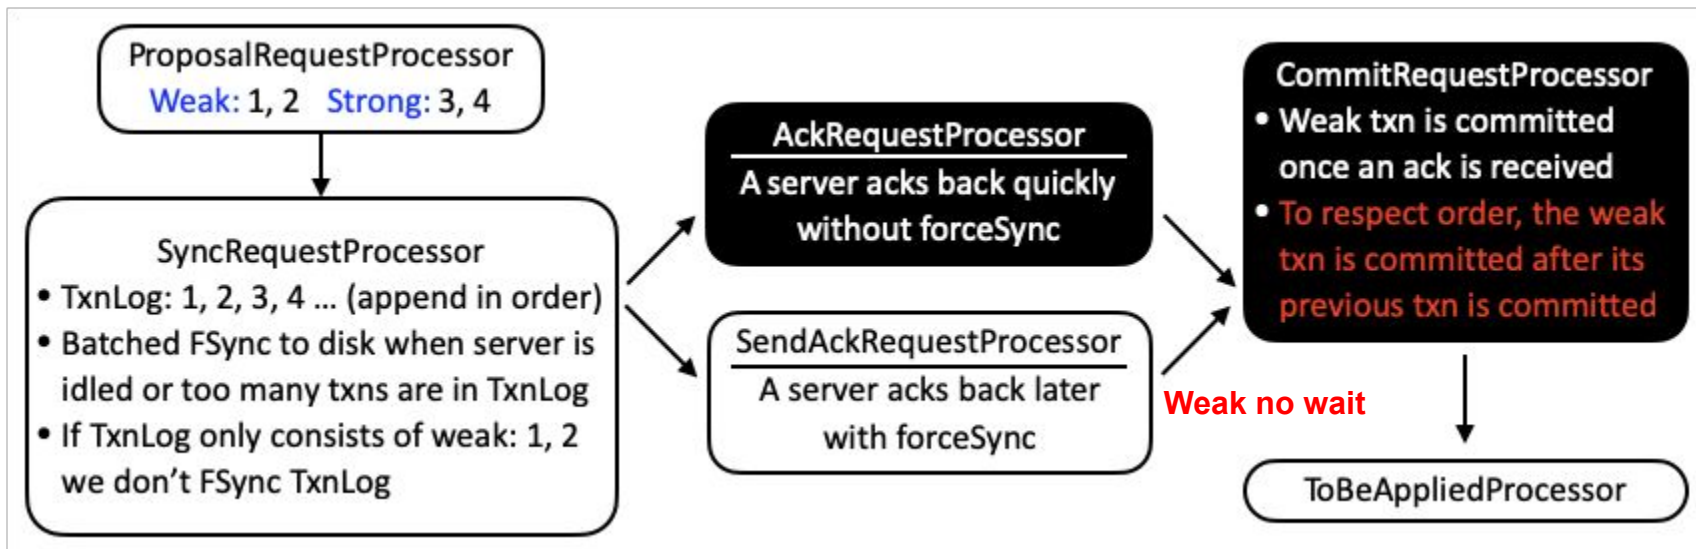 ProposalRequestProcessor
Weak: 1, 2 Strong: 3, 4
SyncRequestProcessor
• TxnLog: 1, 2, 3, 4 ... (append in order)
• Batched FSync to disk when server is
idled or too many txns are in TxnLog
• If TxnLog only consists of weak: 1, 2
we don't FSync TxnLog
AckRequestProcessor
A server acks back quickly
without forceSync
SendAckRequestProcessor
A server acks back later
with forceSync
Weak no wait
CommitRequestProcessor
• Weak txn is committed
once an ack is received
• To respect order, the weak
txn is committed after its
previous txn is committed
ToBeAppliedProcessor